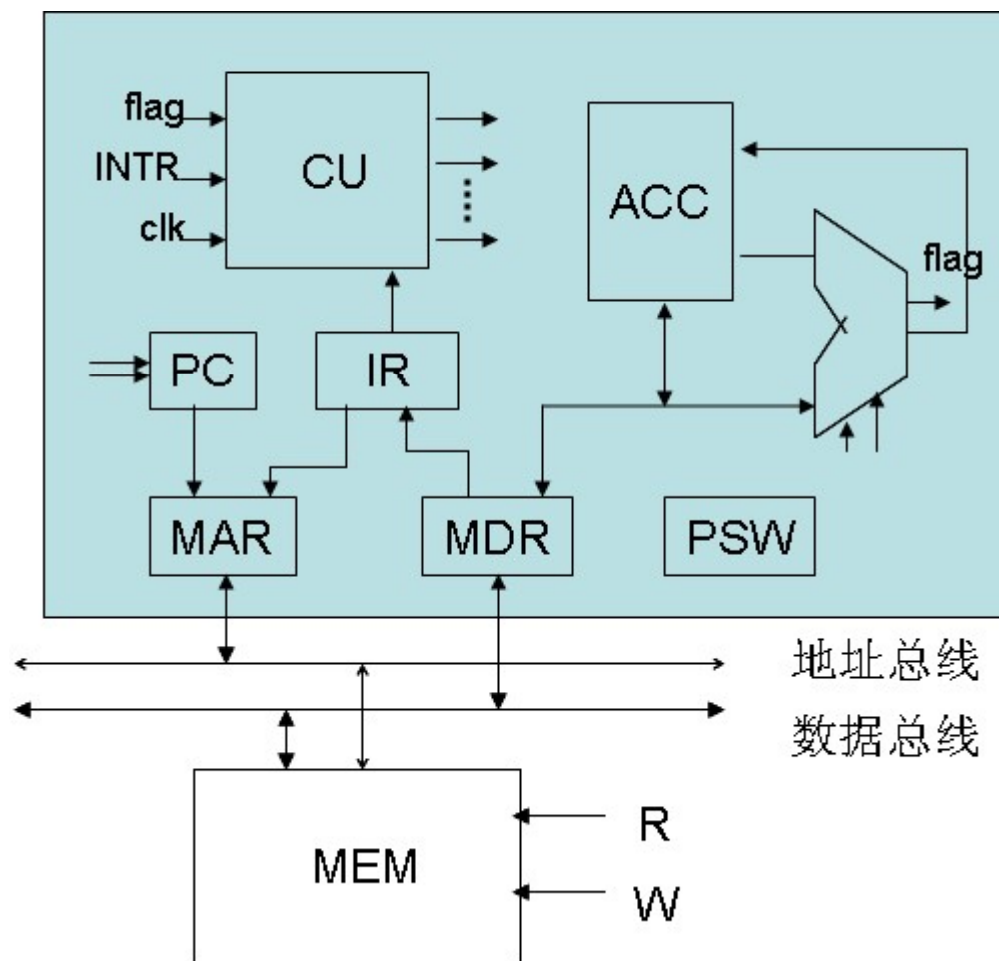 flag
INTR
clk
CU
ACC
flag
PC
IR
MAR
MDR
PSW
地址总线
数据总线
MEM
R
W